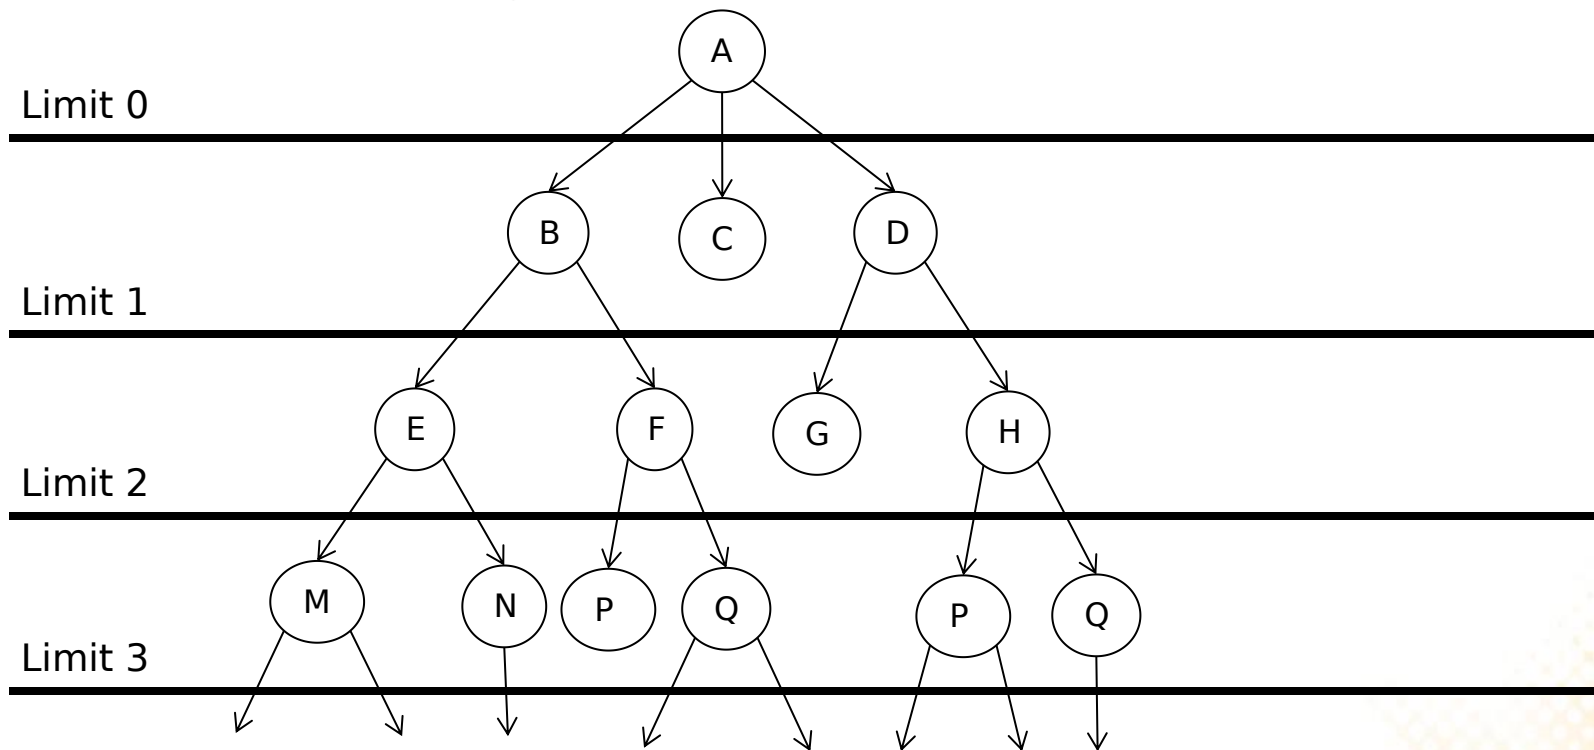 A
Limit 0
B C D
Limit 1
E F G H
Limit 2
M N P Q P Q
Limit 3